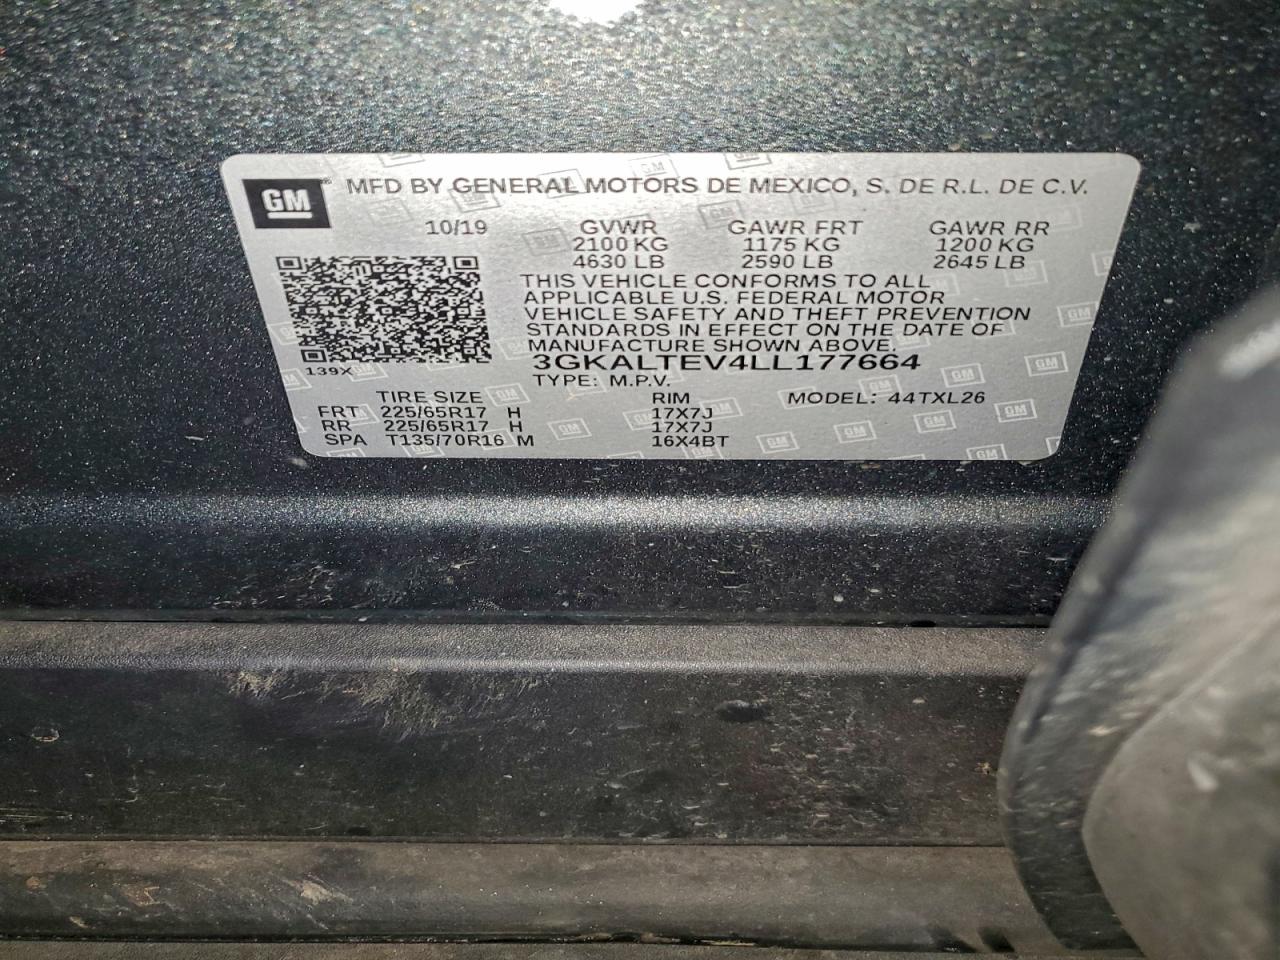 GM MFD BY GENERAL MOTORS DE MEXICO, S. DE R.L. DE C.V.
10/19 GVWR GAWR FRT GAWR RR
2100 KG 1175 KG 1200 KG
4630 LB 2590 LB 2645 LB
THIS VEHICLE CONFORMS TO ALL
APPLICABLE U.S. FEDERAL MOTOR
VEHICLE SAFETY AND THEFT PREVENTION
STANDARDS IN EFFECT ON THE DATE OF
MANUFACTURE SHOWN ABOVE.
3GKALTEV4LL177664
139X
TYPE: M.P.V.
TIRE SIZE RIM MODEL: 44TXL26
FRT 225/65R17 H 17X7J
RR 225/65R17 H 17X7J
SPA T135/70R16 M 16X4BT